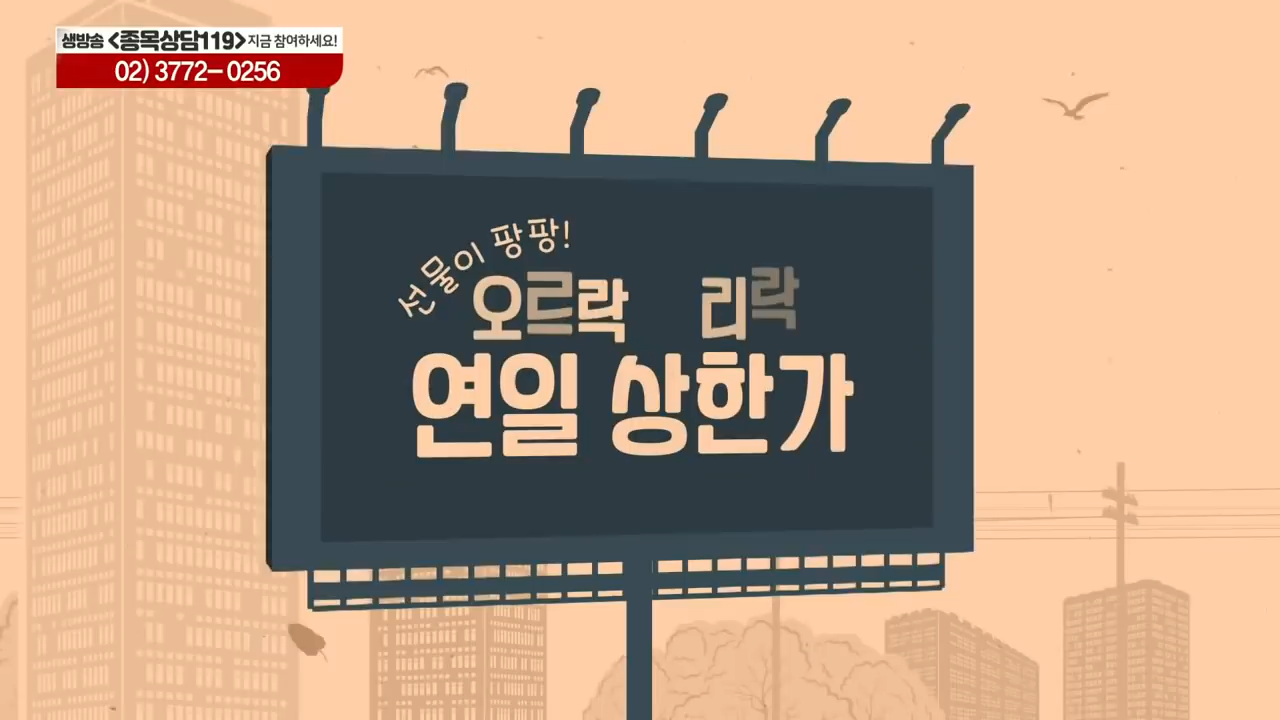 생방송 <종목상담119> 지금 참여하세요!
02) 3772-0256
선물이 팡팡!
오르락 리락
연일 상한가